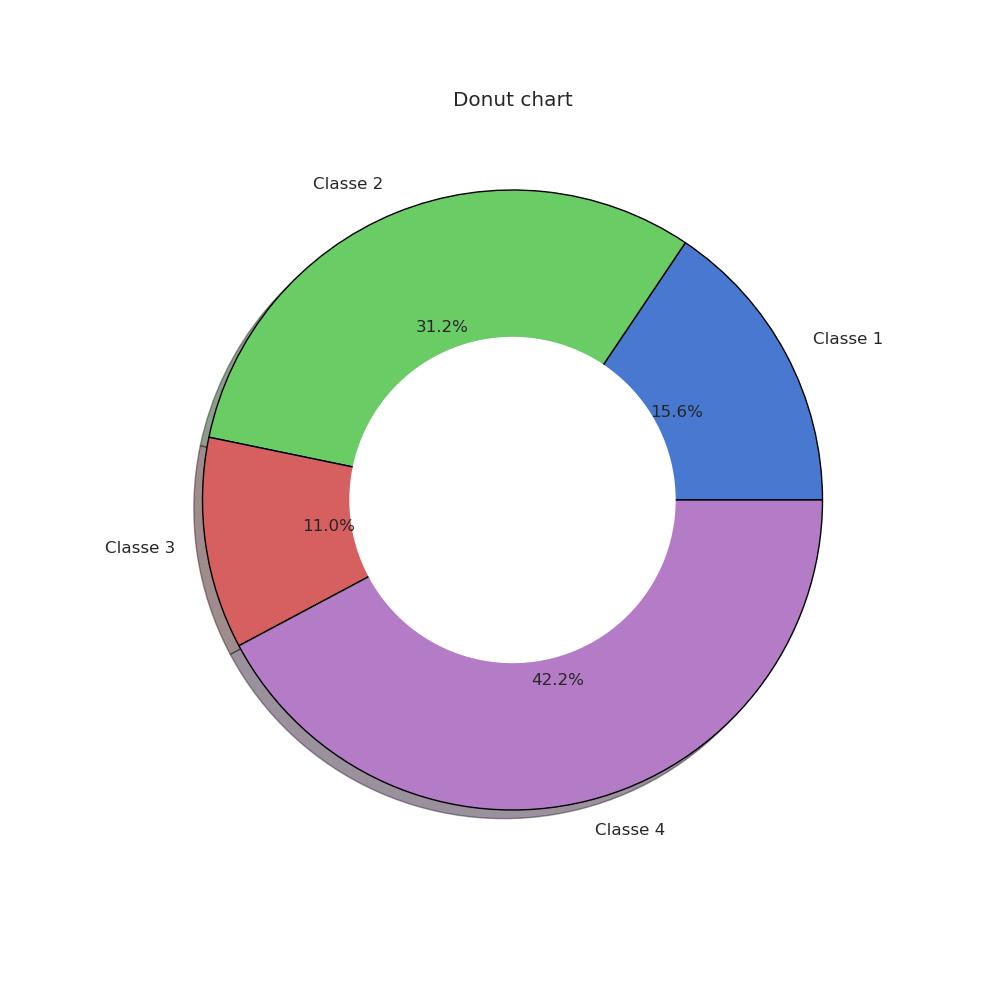 Donut chart
Classe 2
Classe 1
31.2%
15.6%
11.0%
Classe 3
42.2%
Classe 4